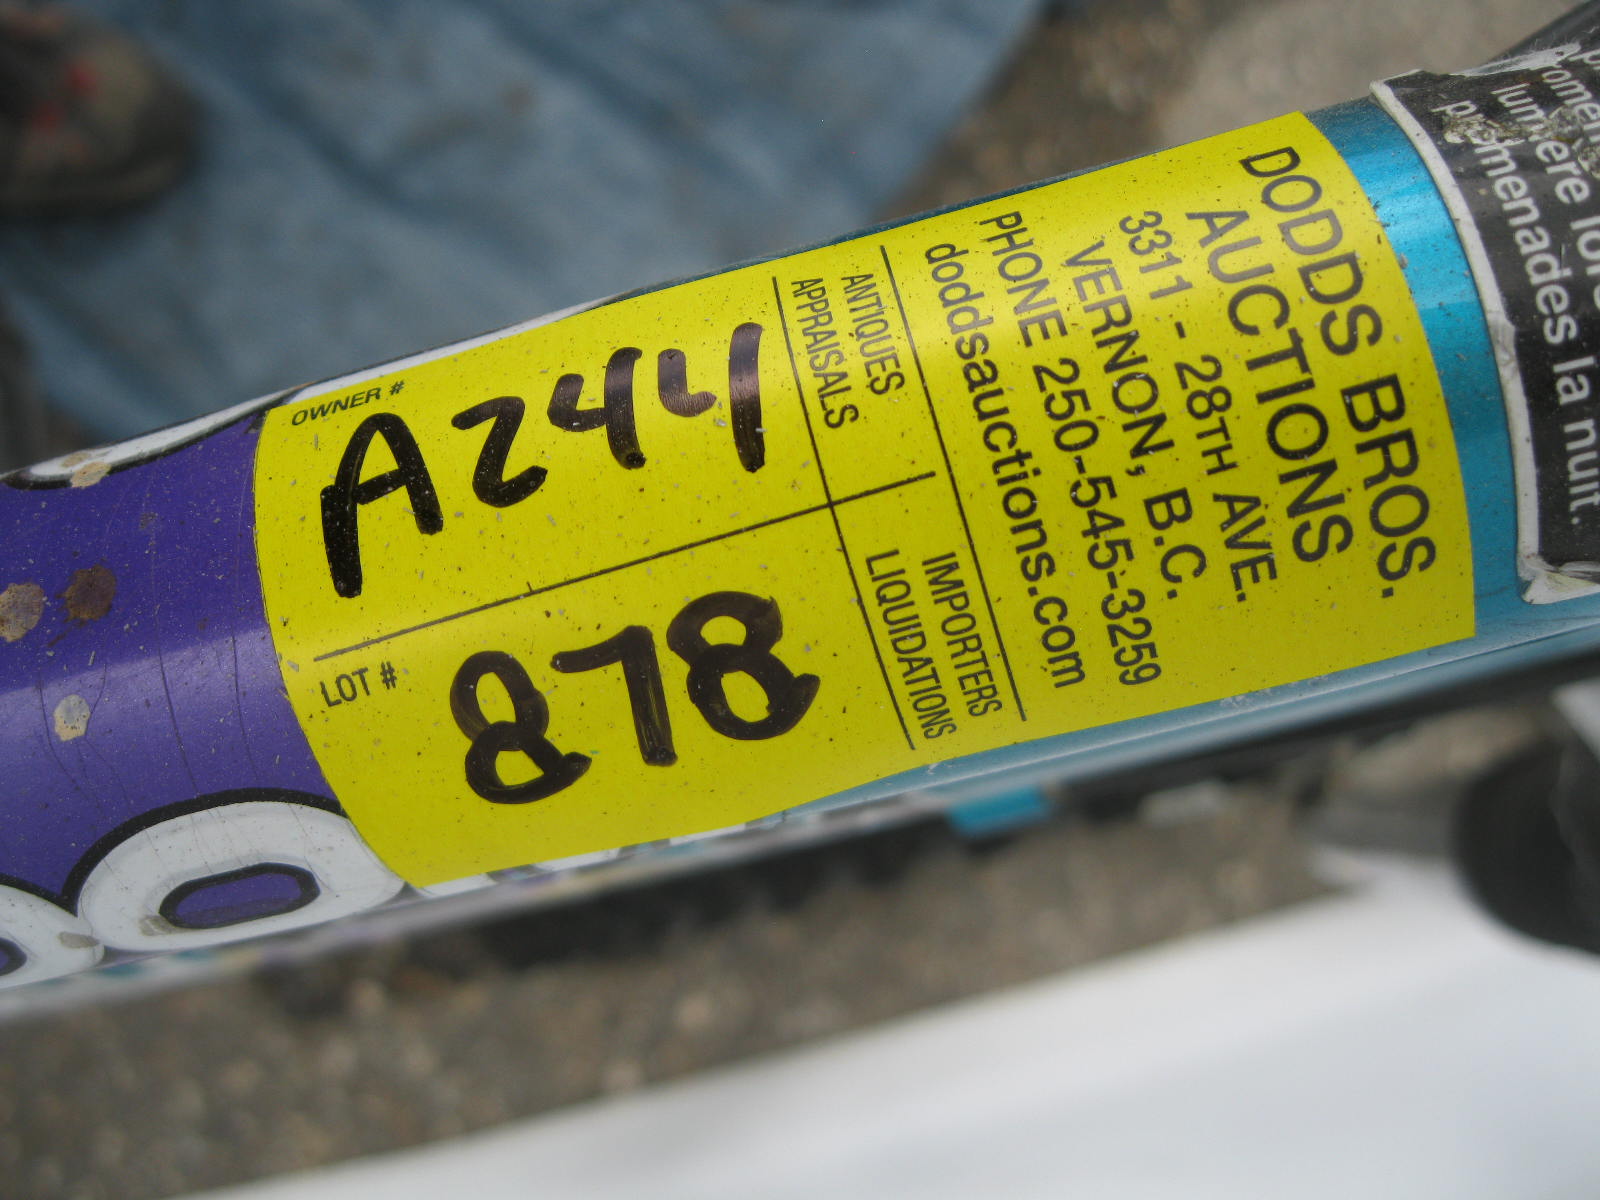 DODDS BROS.
AUCTIONS
3311 - 28TH AVE.
VERNON, B.C.
PHONE 250-545-3259
doddsauctions.com
ANTIQUES
APPRAISALS
IMPORTERS
LIQUIDATIONS
OWNER #
A244
LOT #
878
promenades la nuit.